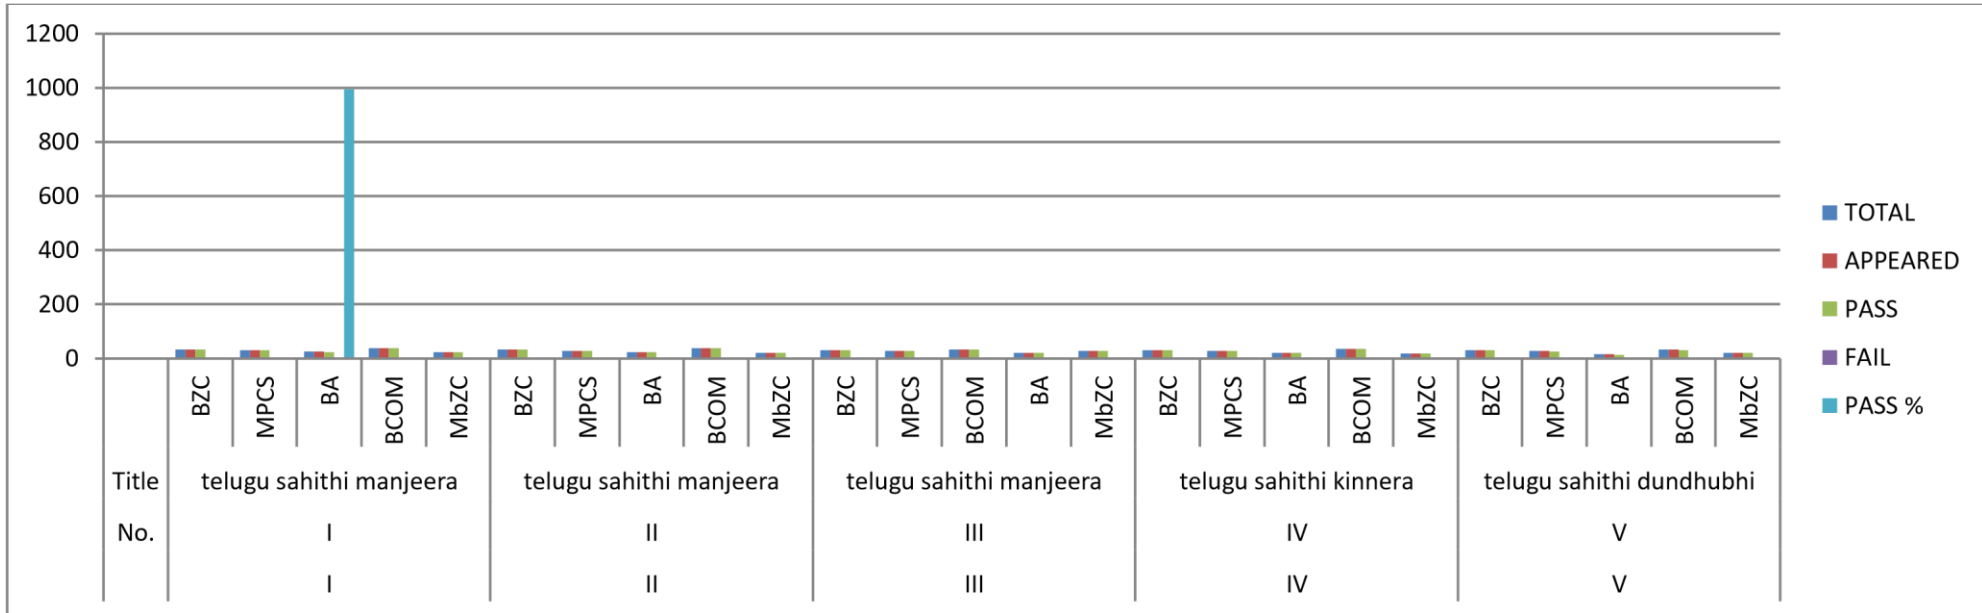 1200
1000
800
600
400
200
0
BZC MPCS BA BCOM MbZC BZC MPCS BA BCOM MbZC BZC MPCS BCOM BA MbZC BZC MPCS BA BCOM MbZC BZC MPCS BA BCOM MbZC
Title telugu sahithi manjeera telugu sahithi manjeera telugu sahithi manjeera telugu sahithi kinnera telugu sahithi dundhubhi
No. I II III IV V
I II III IV V
TOTAL
APPEARED
PASS
FAIL
PASS %